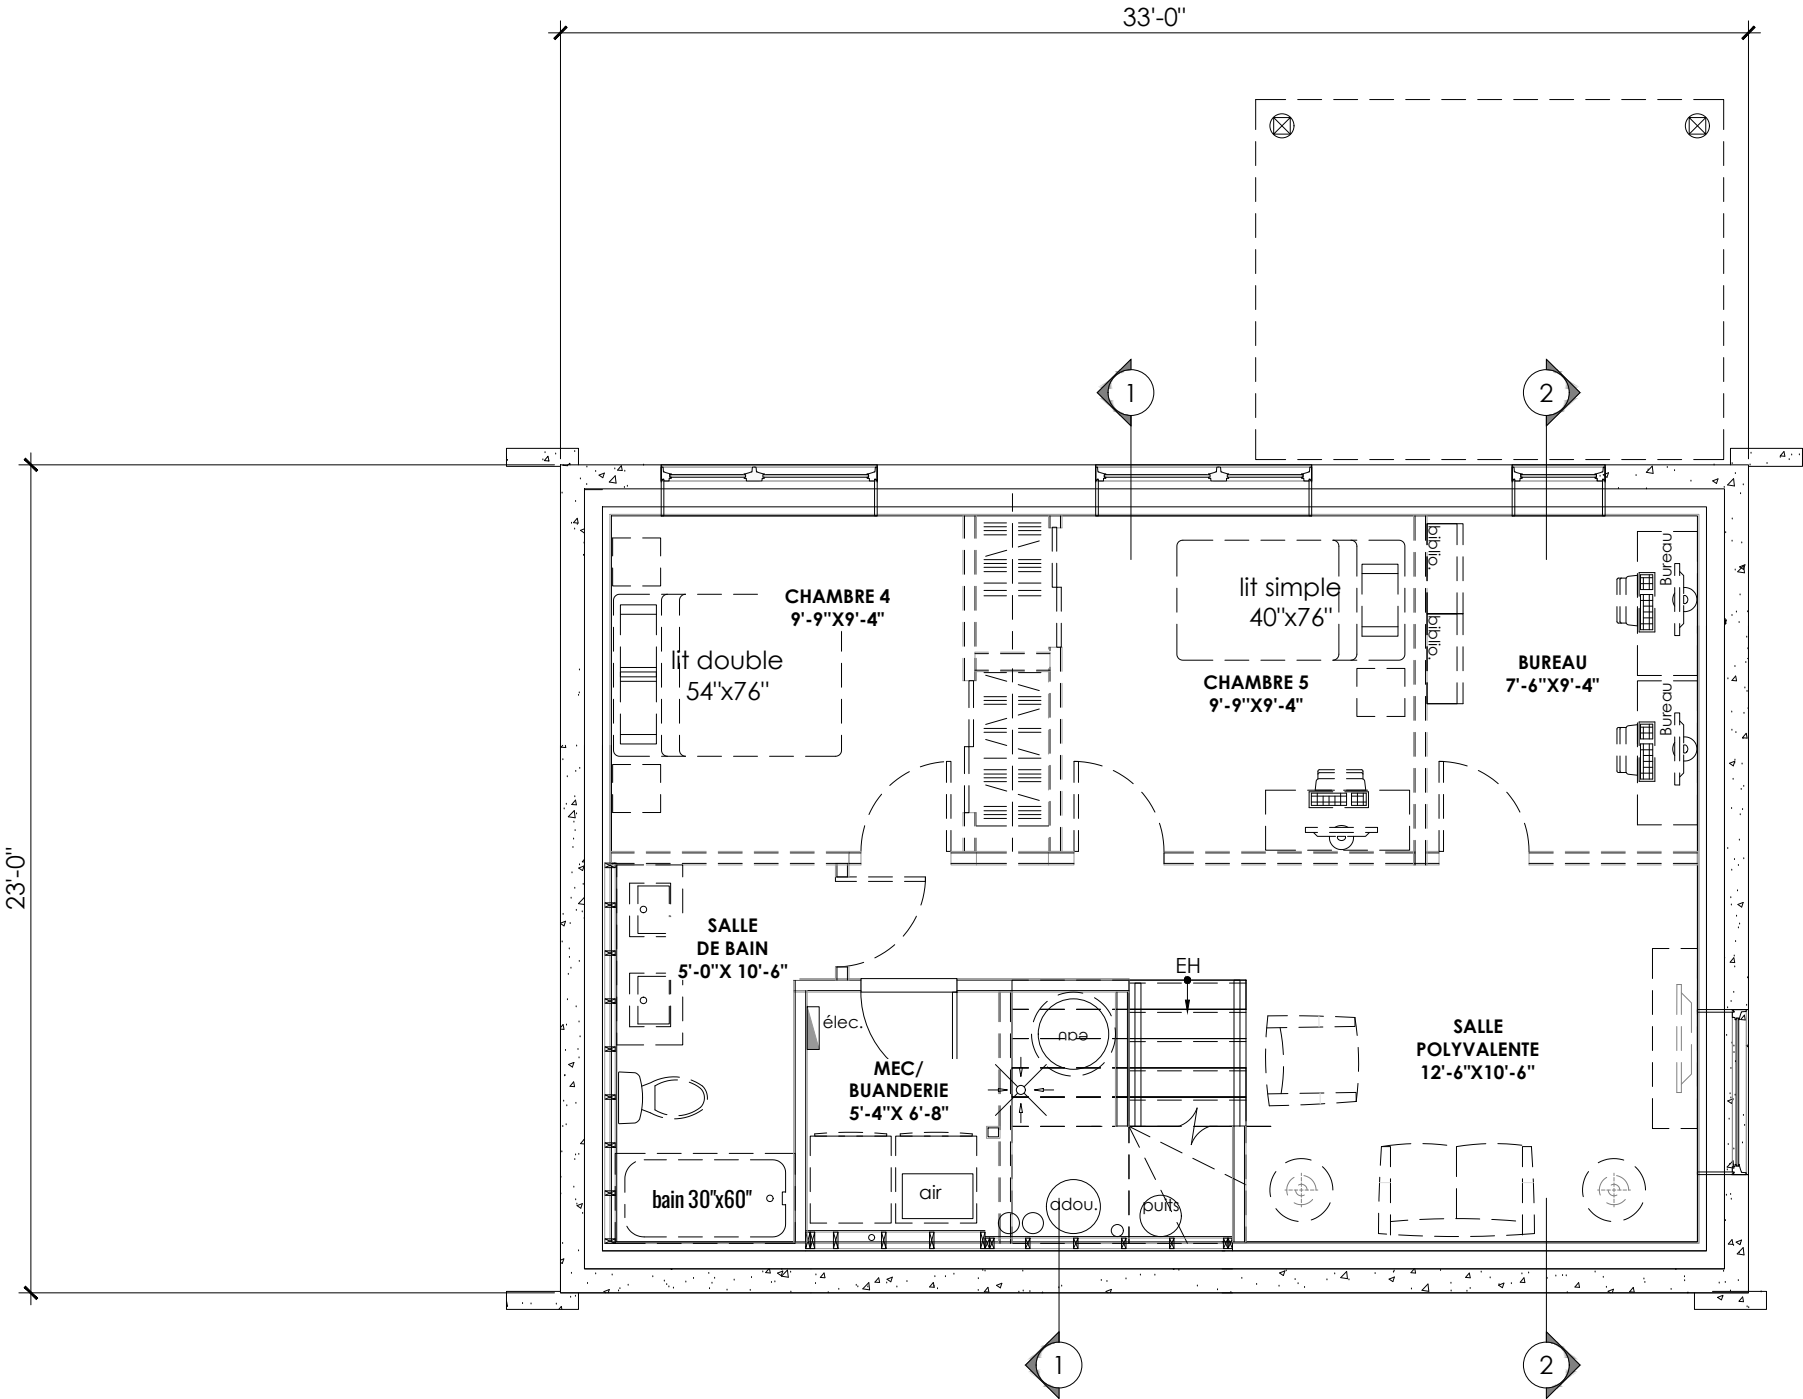 33'-0"
1
2
biblio.
Bureau
lit simple
40"x76"
CHAMBRE 4
9'-9"X9'-4"
biblio.
lit double
54"x76"
BUREAU
7'-6"X9'-4"
CHAMBRE 5
9'-9"X9'-4"
Bureau
23'-0"
SALLE
DE BAIN
5'-0"X 10'-6"
EH
élec.
eau
SALLE
POLYVALENTE
12'-6"X10'-6"
MEC/
BUANDERIE
5'-4"X 6'-8"
bain 30"x60"
air
adou.
puits
1
2